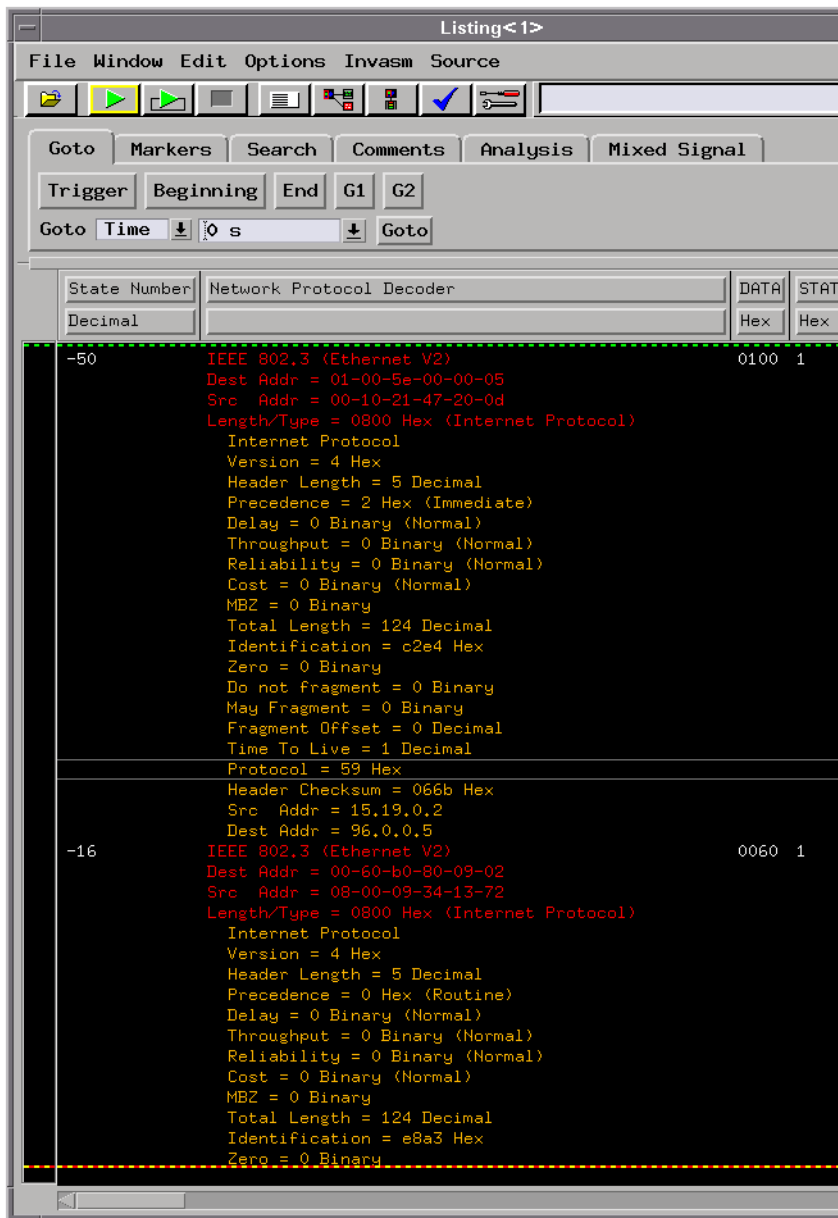 Listing<1>
File Window Edit Options Invasm Source
Goto Markers Search Comments Analysis Mixed Signal
Trigger Beginning End G1 G2
Goto Time 0 s Goto
State Number Network Protocol Decoder DATA STAT
Decimal Hex Hex
-50 IEEE 802.3 (Ethernet V2) 0100 1
Dest Addr = 01-00-5e-00-00-05
Src Addr = 00-10-21-47-20-0d
Length/Type = 0800 Hex (Internet Protocol)
Internet Protocol
Version = 4 Hex
Header Length = 5 Decimal
Precedence = 2 Hex (Immediate)
Delay = 0 Binary (Normal)
Throughput = 0 Binary (Normal)
Reliability = 0 Binary (Normal)
Cost = 0 Binary (Normal)
MBZ = 0 Binary
Total Length = 124 Decimal
Identification = c2e4 Hex
Zero = 0 Binary
Do not fragment = 0 Binary
May Fragment = 0 Binary
Fragment Offset = 0 Decimal
Time To Live = 1 Decimal
Protocol = 59 Hex
Header Checksum = 066b Hex
Src Addr = 15.19.0.2
Dest Addr = 96.0.0.5
-16 IEEE 802.3 (Ethernet V2) 0060 1
Dest Addr = 00-60-b0-80-09-02
Src Addr = 08-00-09-34-13-72
Length/Type = 0800 Hex (Internet Protocol)
Internet Protocol
Version = 4 Hex
Header Length = 5 Decimal
Precedence = 0 Hex (Routine)
Delay = 0 Binary (Normal)
Throughput = 0 Binary (Normal)
Reliability = 0 Binary (Normal)
Cost = 0 Binary (Normal)
MBZ = 0 Binary
Total Length = 124 Decimal
Identification = e8a3 Hex
Zero = 0 Binary